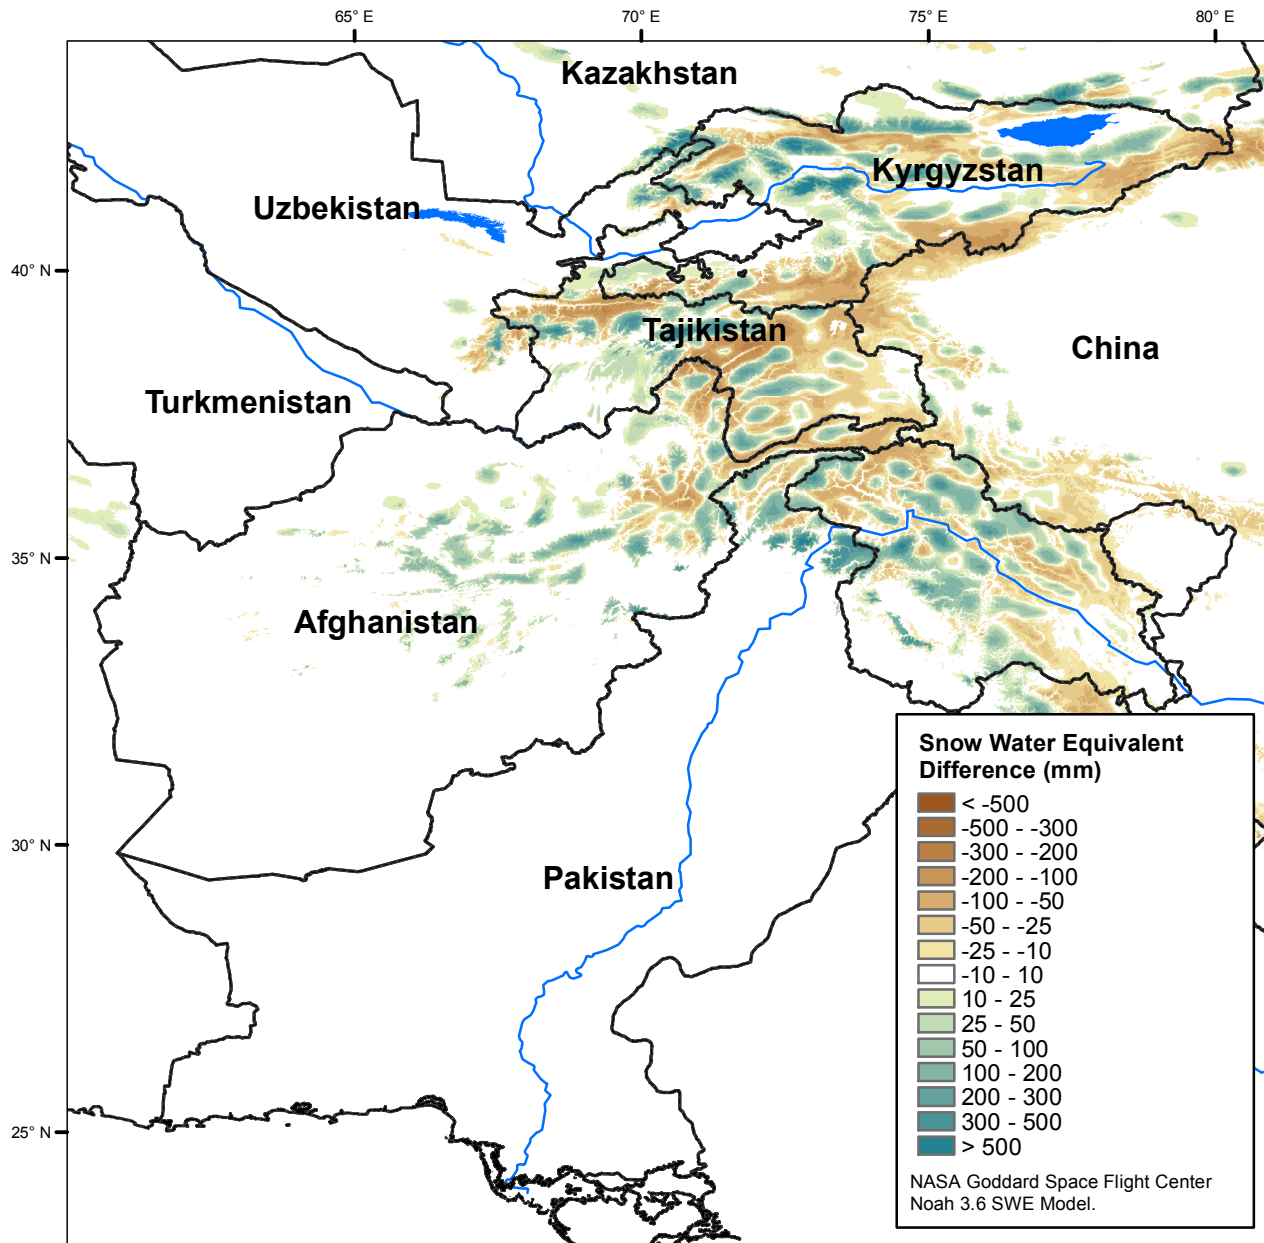 65° E
70° E
75° E
80° E
Kazakhstan
Kyrgyzstan
Uzbekistan
40° N
Tajikistan
China
Turkmenistan
35° N
Afghanistan
Snow Water Equivalent
Difference (mm)
< -500
-500 - -300
-300 - -200
-200 - -100
-100 - -50
-50 - -25
-25 - -10
-10 - 10
10 - 25
25 - 50
50 - 100
100 - 200
200 - 300
300 - 500
> 500
NASA Goddard Space Flight Center
Noah 3.6 SWE Model.
30° N
Pakistan
25° N